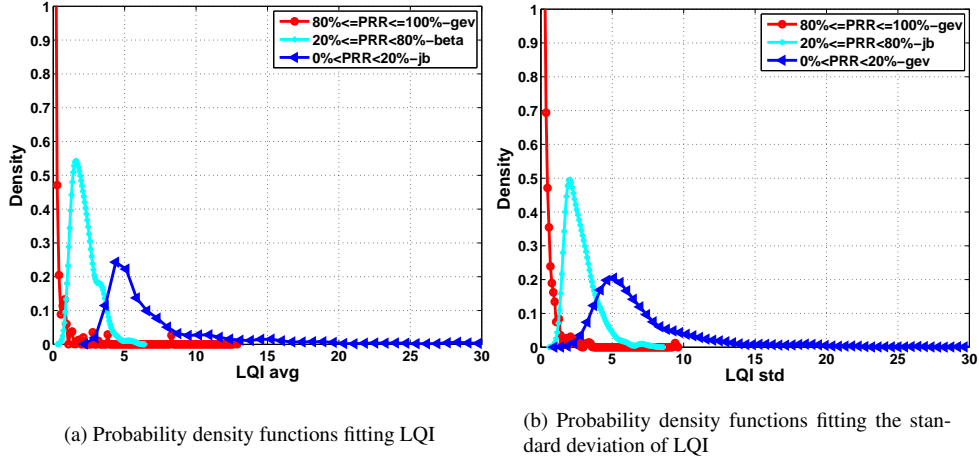 1
0.9
0.8
0.7
0.6
0.5
0.4
0.3
0.2
0.1
0
Density
0 5 10 15 20 25 30
LQI avg
80%<=PRR<=100%-gev
20%<=PRR<80%-beta
0%<PRR<20%-jb
(a) Probability density functions fitting LQI
1
0.9
0.8
0.7
0.6
0.5
0.4
0.3
0.2
0.1
0
Density
0 5 10 15 20 25 30
LQI std
80%<=PRR<=100%-gev
20%<=PRR<80%-jb
0%<PRR<20%-gev
(b) Probability density functions fitting the stan-
dard deviation of LQI